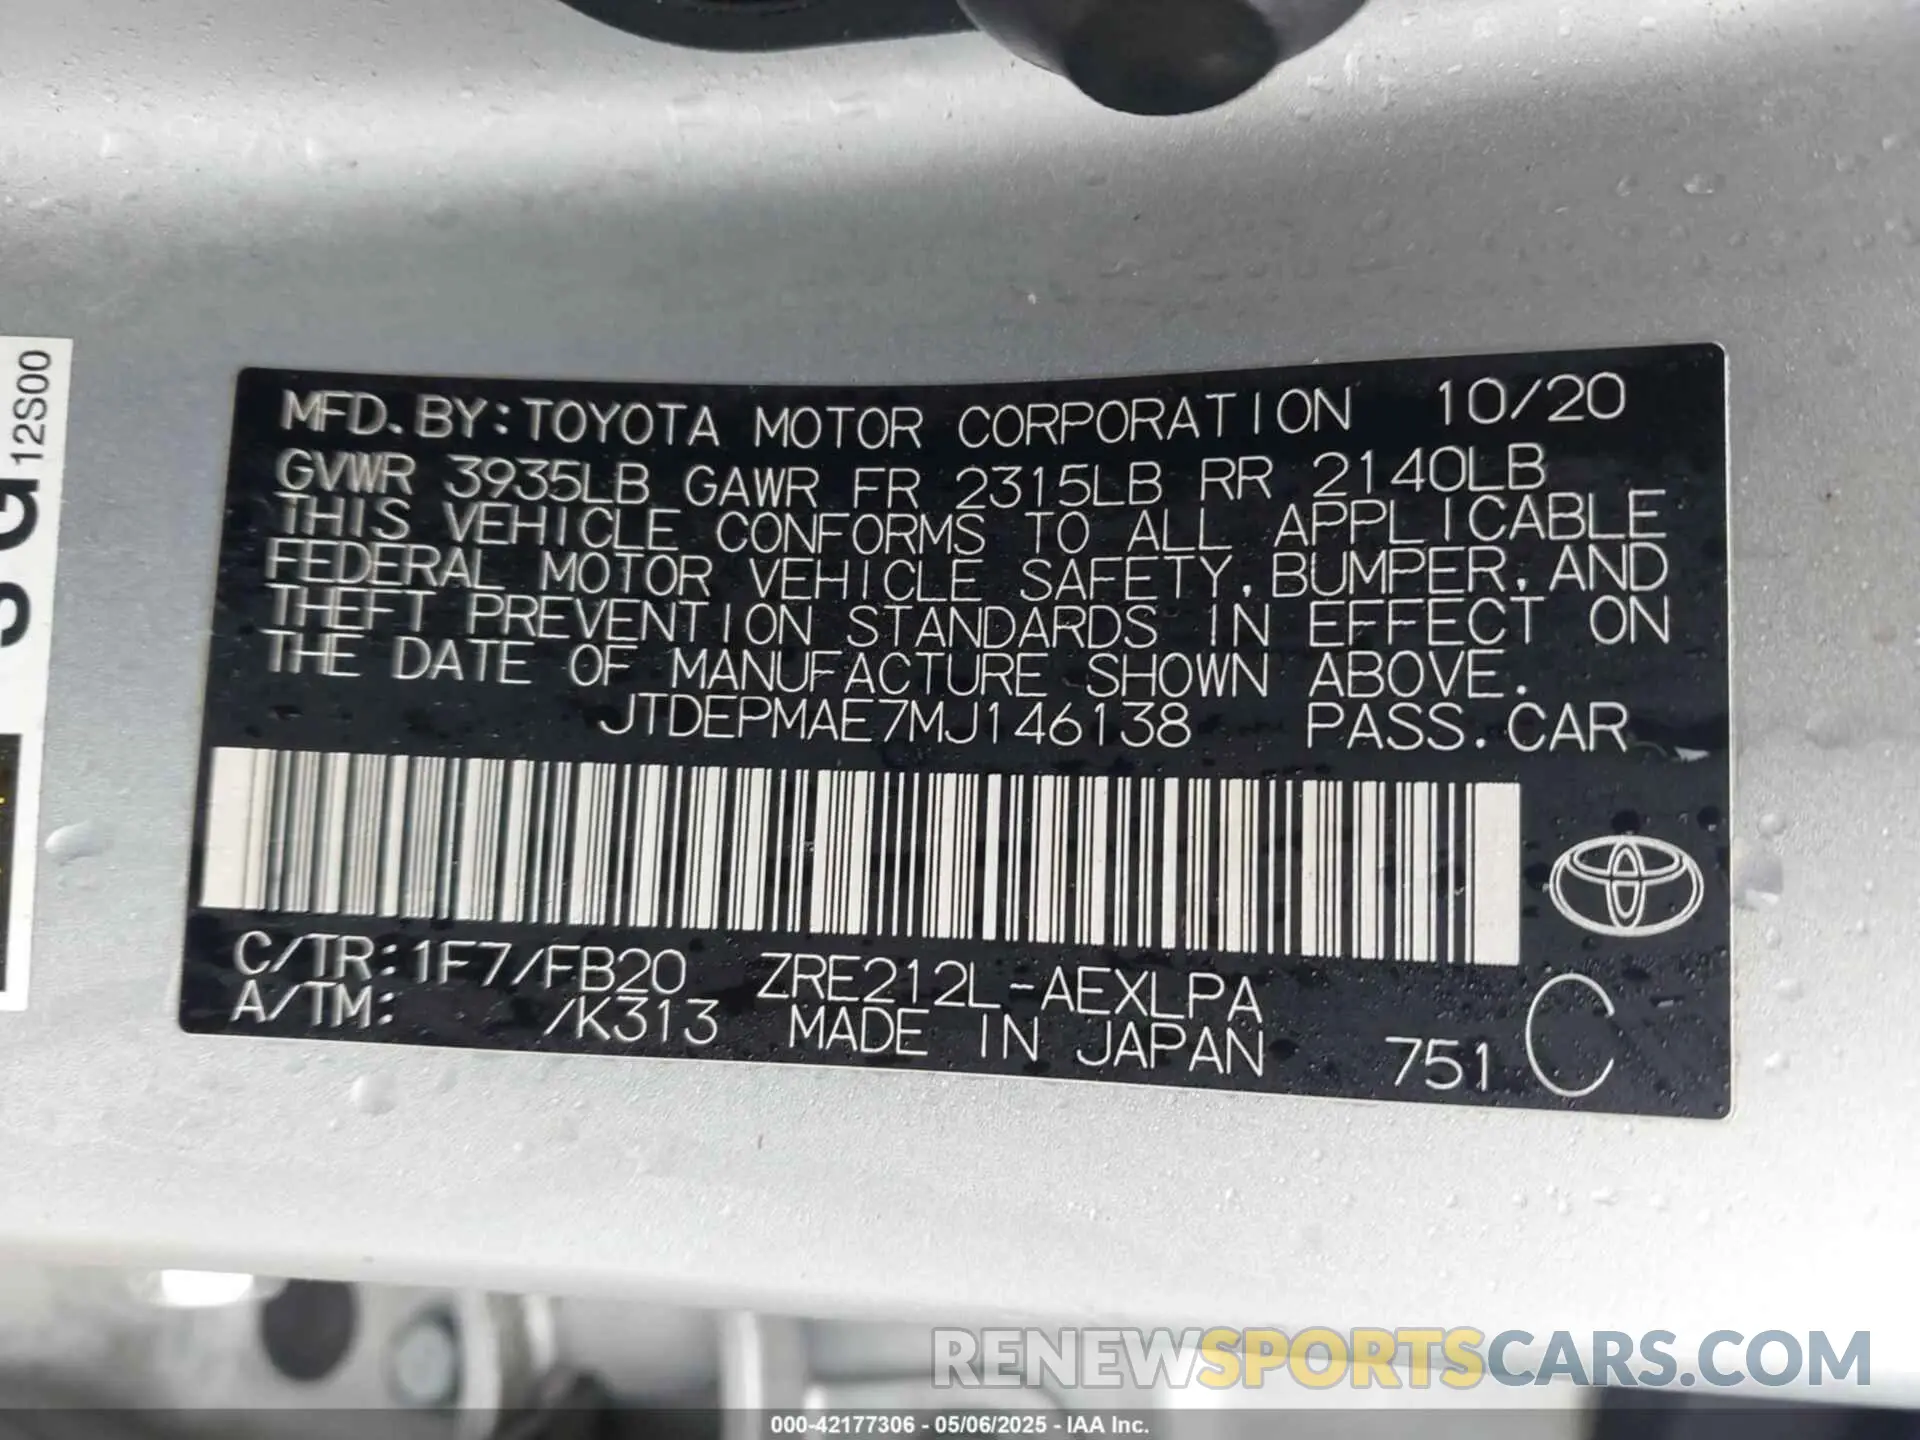 MFD. BY: TOYOTA MOTOR CORPORATION 10/20
GVWR 3935LB GAWR FR 2315LB RR 2140LB
THIS VEHICLE CONFORMS TO ALL APPLICABLE
FEDERAL MOTOR VEHICLE SAFETY, BUMPER, AND
THEFT PREVENTION STANDARDS IN EFFECT ON
THE DATE OF MANUFACTURE SHOWN ABOVE.
JTDEPMAE7MJ146138 PASS. CAR
C/TR: 1F7/FB20 ZRE212L-AEXLPA
A/TM: /K313 MADE IN JAPAN 751 C
12S00
RENEWSPORTSCARS.COM
000-42177306 - 05/06/2025 - IAA Inc.